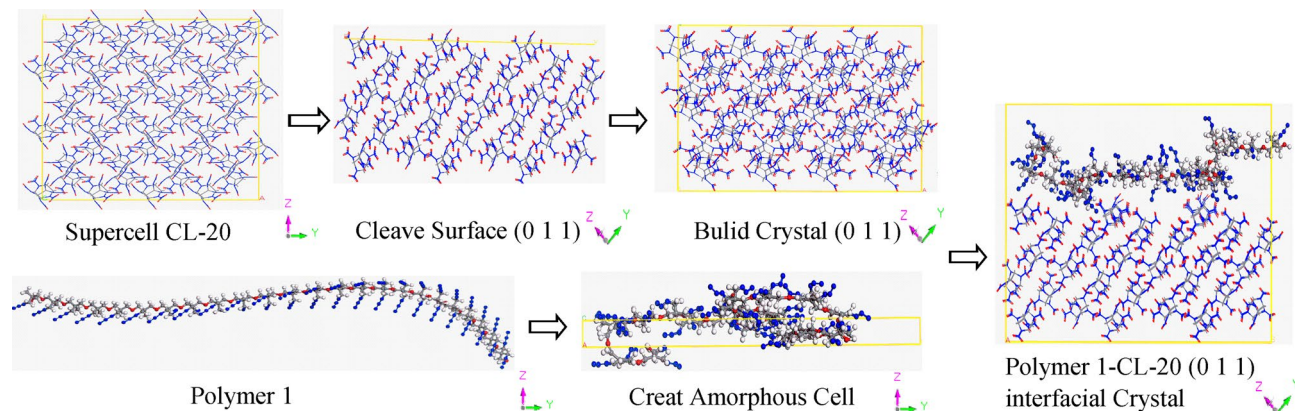 Supercell CL-20
Z
Y
Cleave Surface (0 1 1)
Z
Y
Bulid Crystal (0 1 1)
Z
Y
Polymer 1
Z
Y
Creat Amorphous Cell
Z
Y
Polymer 1-CL-20 (0 1 1)
interfacial Crystal
Z
Y